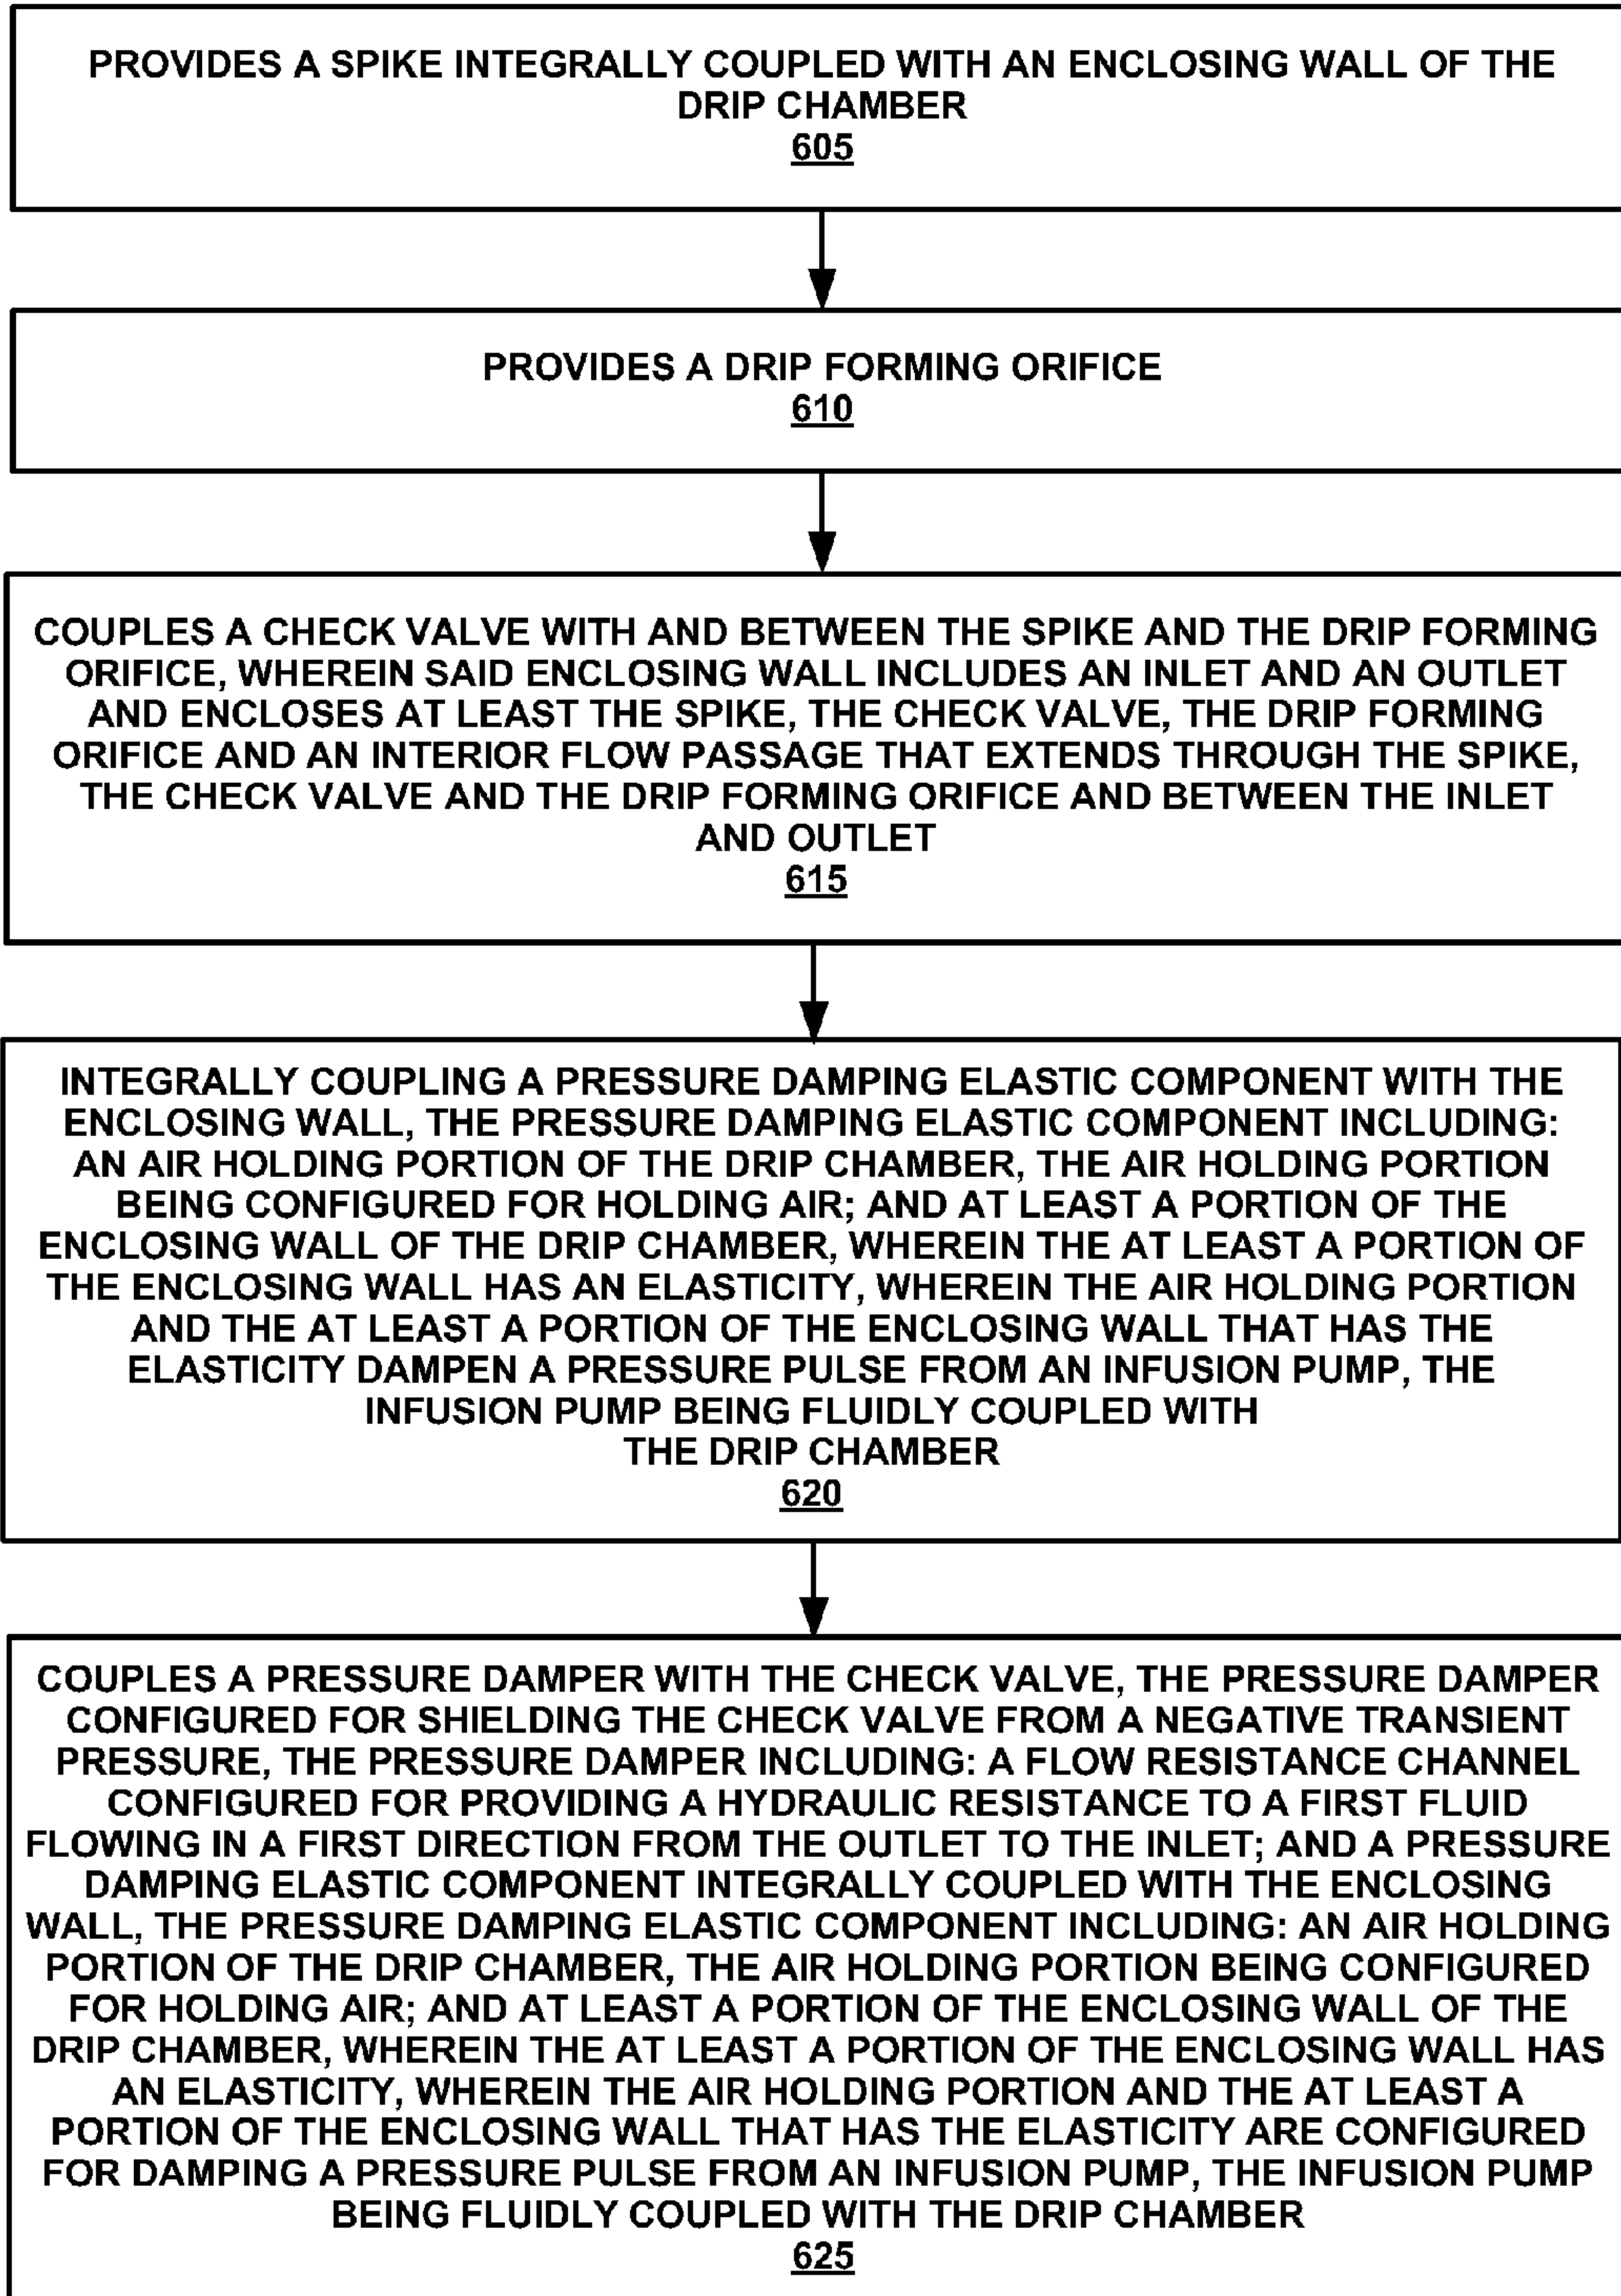 PROVIDES A SPIKE INTEGRALLY COUPLED WITH AN ENCLOSING WALL OF THE
DRIP CHAMBER
605
PROVIDES A DRIP FORMING ORIFICE
610
COUPLES A CHECK VALVE WITH AND BETWEEN THE SPIKE AND THE DRIP FORMING
ORIFICE, WHEREIN SAID ENCLOSING WALL INCLUDES AN INLET AND AN OUTLET
AND ENCLOSES AT LEAST THE SPIKE, THE CHECK VALVE, THE DRIP FORMING
ORIFICE AND AN INTERIOR FLOW PASSAGE THAT EXTENDS THROUGH THE SPIKE,
THE CHECK VALVE AND THE DRIP FORMING ORIFICE AND BETWEEN THE INLET
AND OUTLET
615
INTEGRALLY COUPLING A PRESSURE DAMPING ELASTIC COMPONENT WITH THE
ENCLOSING WALL, THE PRESSURE DAMPING ELASTIC COMPONENT INCLUDING:
AN AIR HOLDING PORTION OF THE DRIP CHAMBER, THE AIR HOLDING PORTION
BEING CONFIGURED FOR HOLDING AIR; AND AT LEAST A PORTION OF THE
ENCLOSING WALL OF THE DRIP CHAMBER, WHEREIN THE AT LEAST A PORTION OF
THE ENCLOSING WALL HAS AN ELASTICITY, WHEREIN THE AIR HOLDING PORTION
AND THE AT LEAST A PORTION OF THE ENCLOSING WALL THAT HAS THE
ELASTICITY DAMPEN A PRESSURE PULSE FROM AN INFUSION PUMP, THE
INFUSION PUMP BEING FLUIDLY COUPLED WITH
THE DRIP CHAMBER
620
COUPLES A PRESSURE DAMPER WITH THE CHECK VALVE, THE PRESSURE DAMPER
CONFIGURED FOR SHIELDING THE CHECK VALVE FROM A NEGATIVE TRANSIENT
PRESSURE, THE PRESSURE DAMPER INCLUDING: A FLOW RESISTANCE CHANNEL
CONFIGURED FOR PROVIDING A HYDRAULIC RESISTANCE TO A FIRST FLUID
FLOWING IN A FIRST DIRECTION FROM THE OUTLET TO THE INLET; AND A PRESSURE
DAMPING ELASTIC COMPONENT INTEGRALLY COUPLED WITH THE ENCLOSING
WALL, THE PRESSURE DAMPING ELASTIC COMPONENT INCLUDING: AN AIR HOLDING
PORTION OF THE DRIP CHAMBER, THE AIR HOLDING PORTION BEING CONFIGURED
FOR HOLDING AIR; AND AT LEAST A PORTION OF THE ENCLOSING WALL OF THE
DRIP CHAMBER, WHEREIN THE AT LEAST A PORTION OF THE ENCLOSING WALL HAS
AN ELASTICITY, WHEREIN THE AIR HOLDING PORTION AND THE AT LEAST A
PORTION OF THE ENCLOSING WALL THAT HAS THE ELASTICITY ARE CONFIGURED
FOR DAMPING A PRESSURE PULSE FROM AN INFUSION PUMP, THE INFUSION PUMP
BEING FLUIDLY COUPLED WITH THE DRIP CHAMBER
625